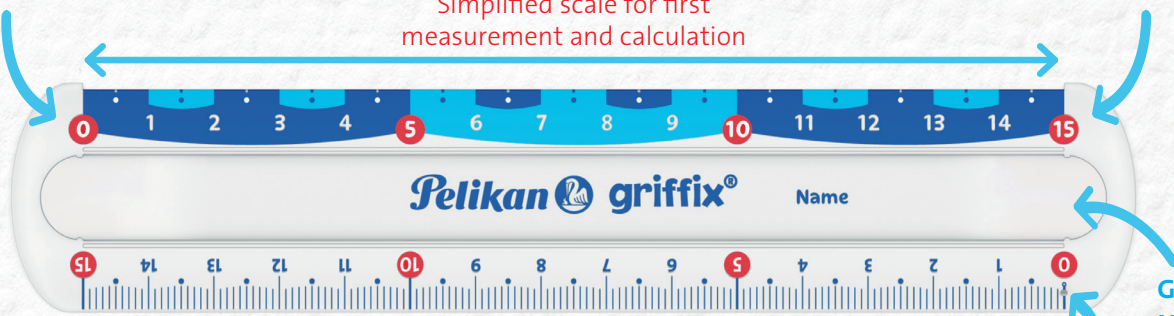 Simplified scale for first
measurement and calculation
0 1 2 3 4 5 6 7 8 9 10 11 12 13 14 15
Pelikan griffix® Name
15 14 13 12 11 10 9 8 7 6 5 4 3 2 1 0
G